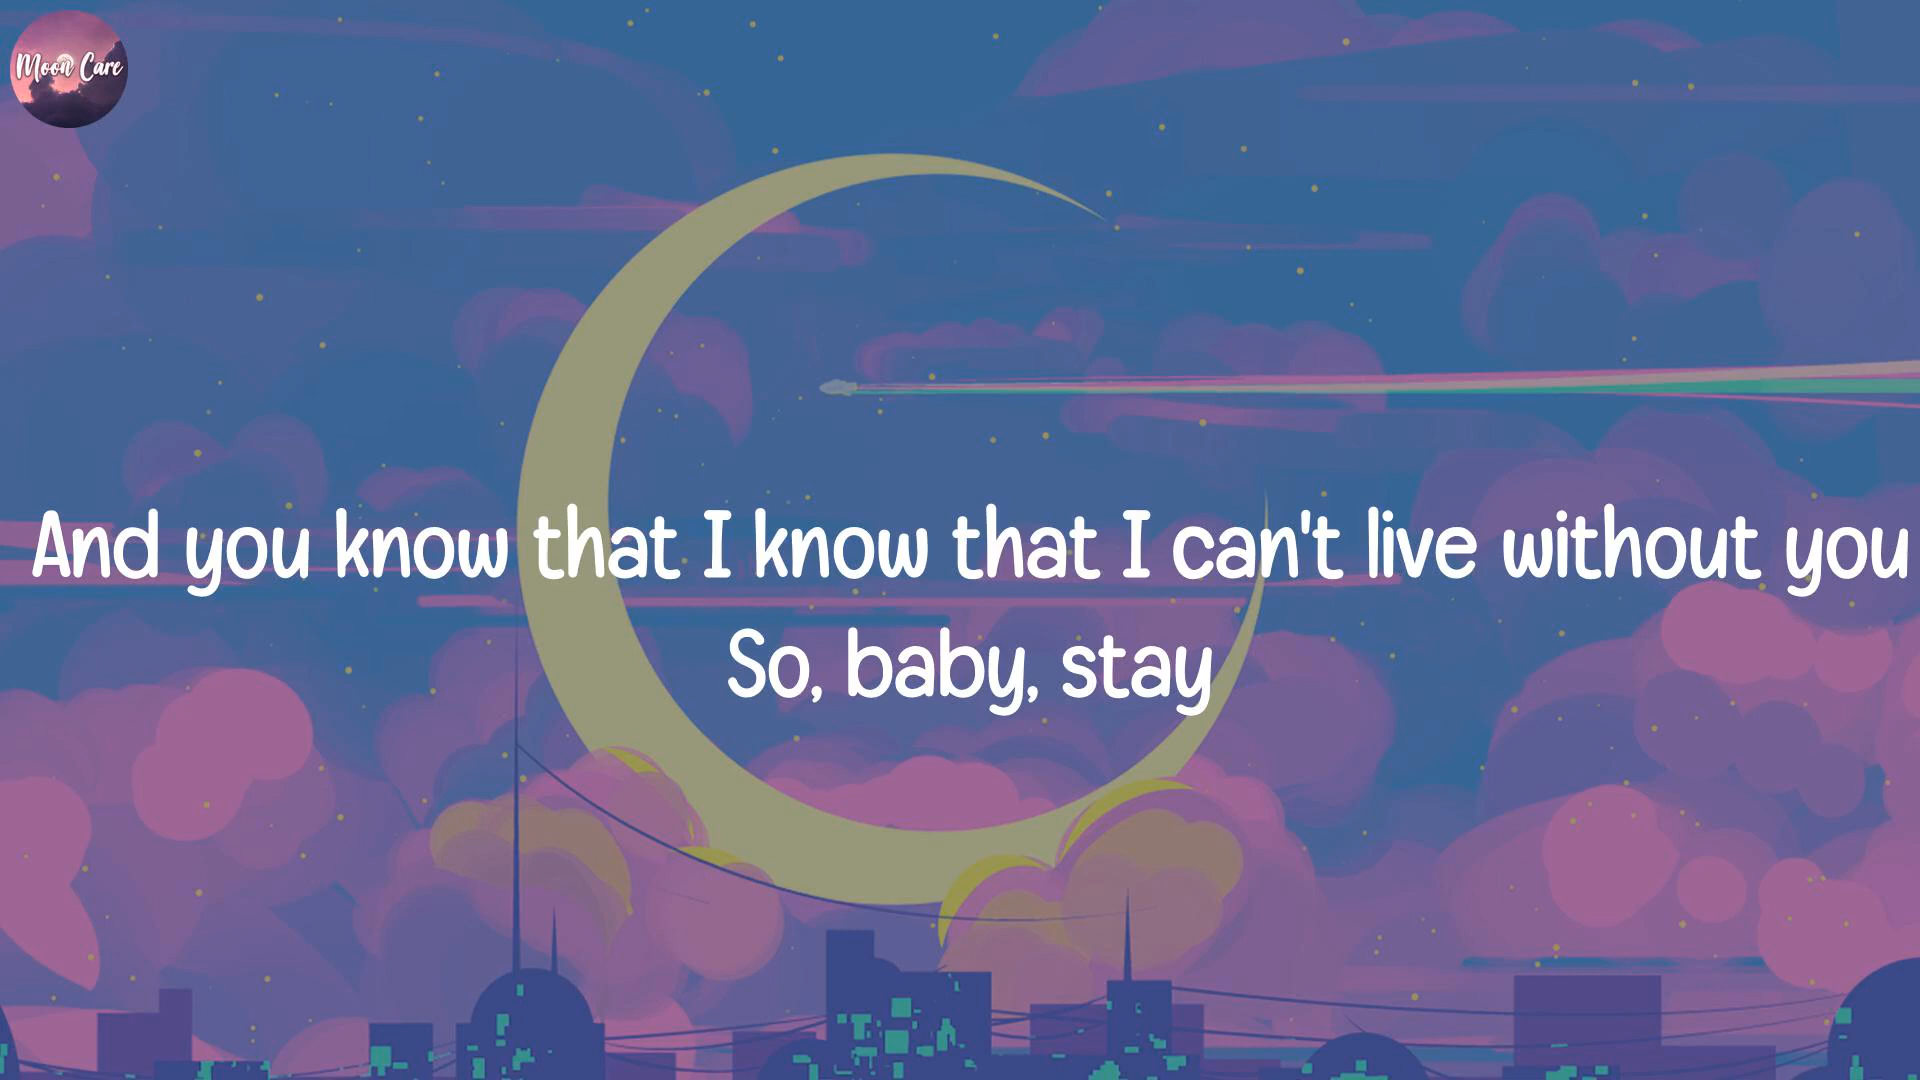 Moon Care
And you know that I know that I can't live without you
So, baby, stay